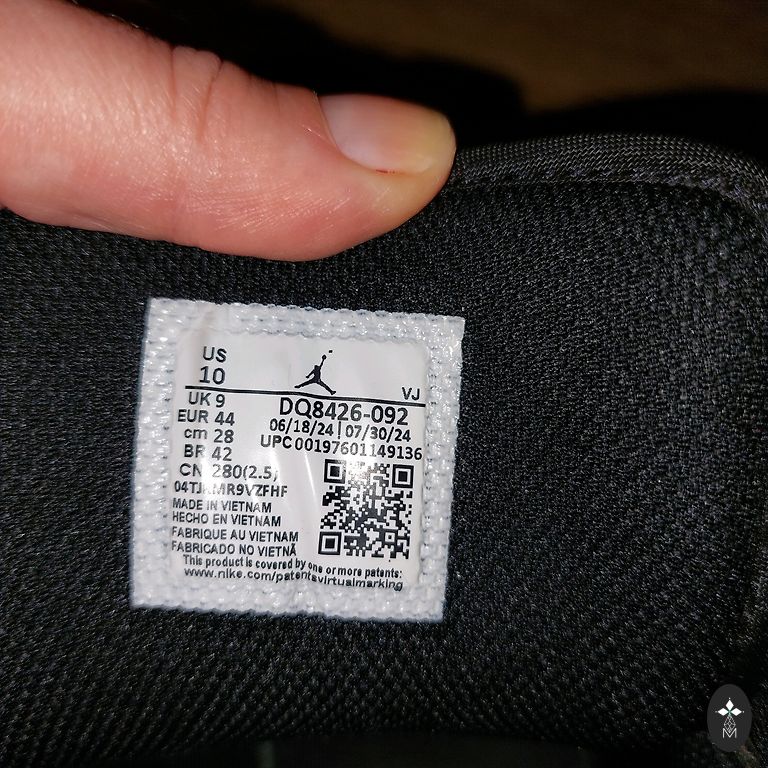 US
10
VJ
UK 9
EUR 44
cm 28
BR 42
CN 280(2.5)
DQ8426-092
06/18/24|07/30/24
UPC00197601149136
MADE IN VIETNAM
HECHO EN VIETNAM
FABRIQUE AU VIETNAM
FABRICADO NO VIETNÃ
This product is covered by one or more patents:
www.nike.com/patentsvirtualmarking